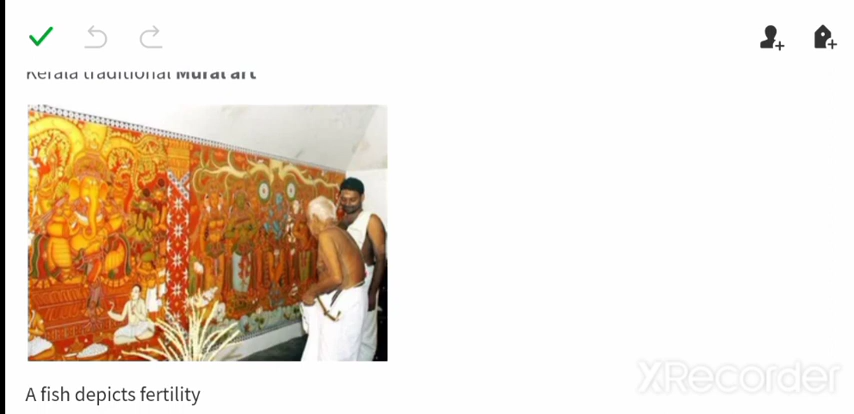 Kerala traditional Mural art
A fish depicts fertility
XRecorder